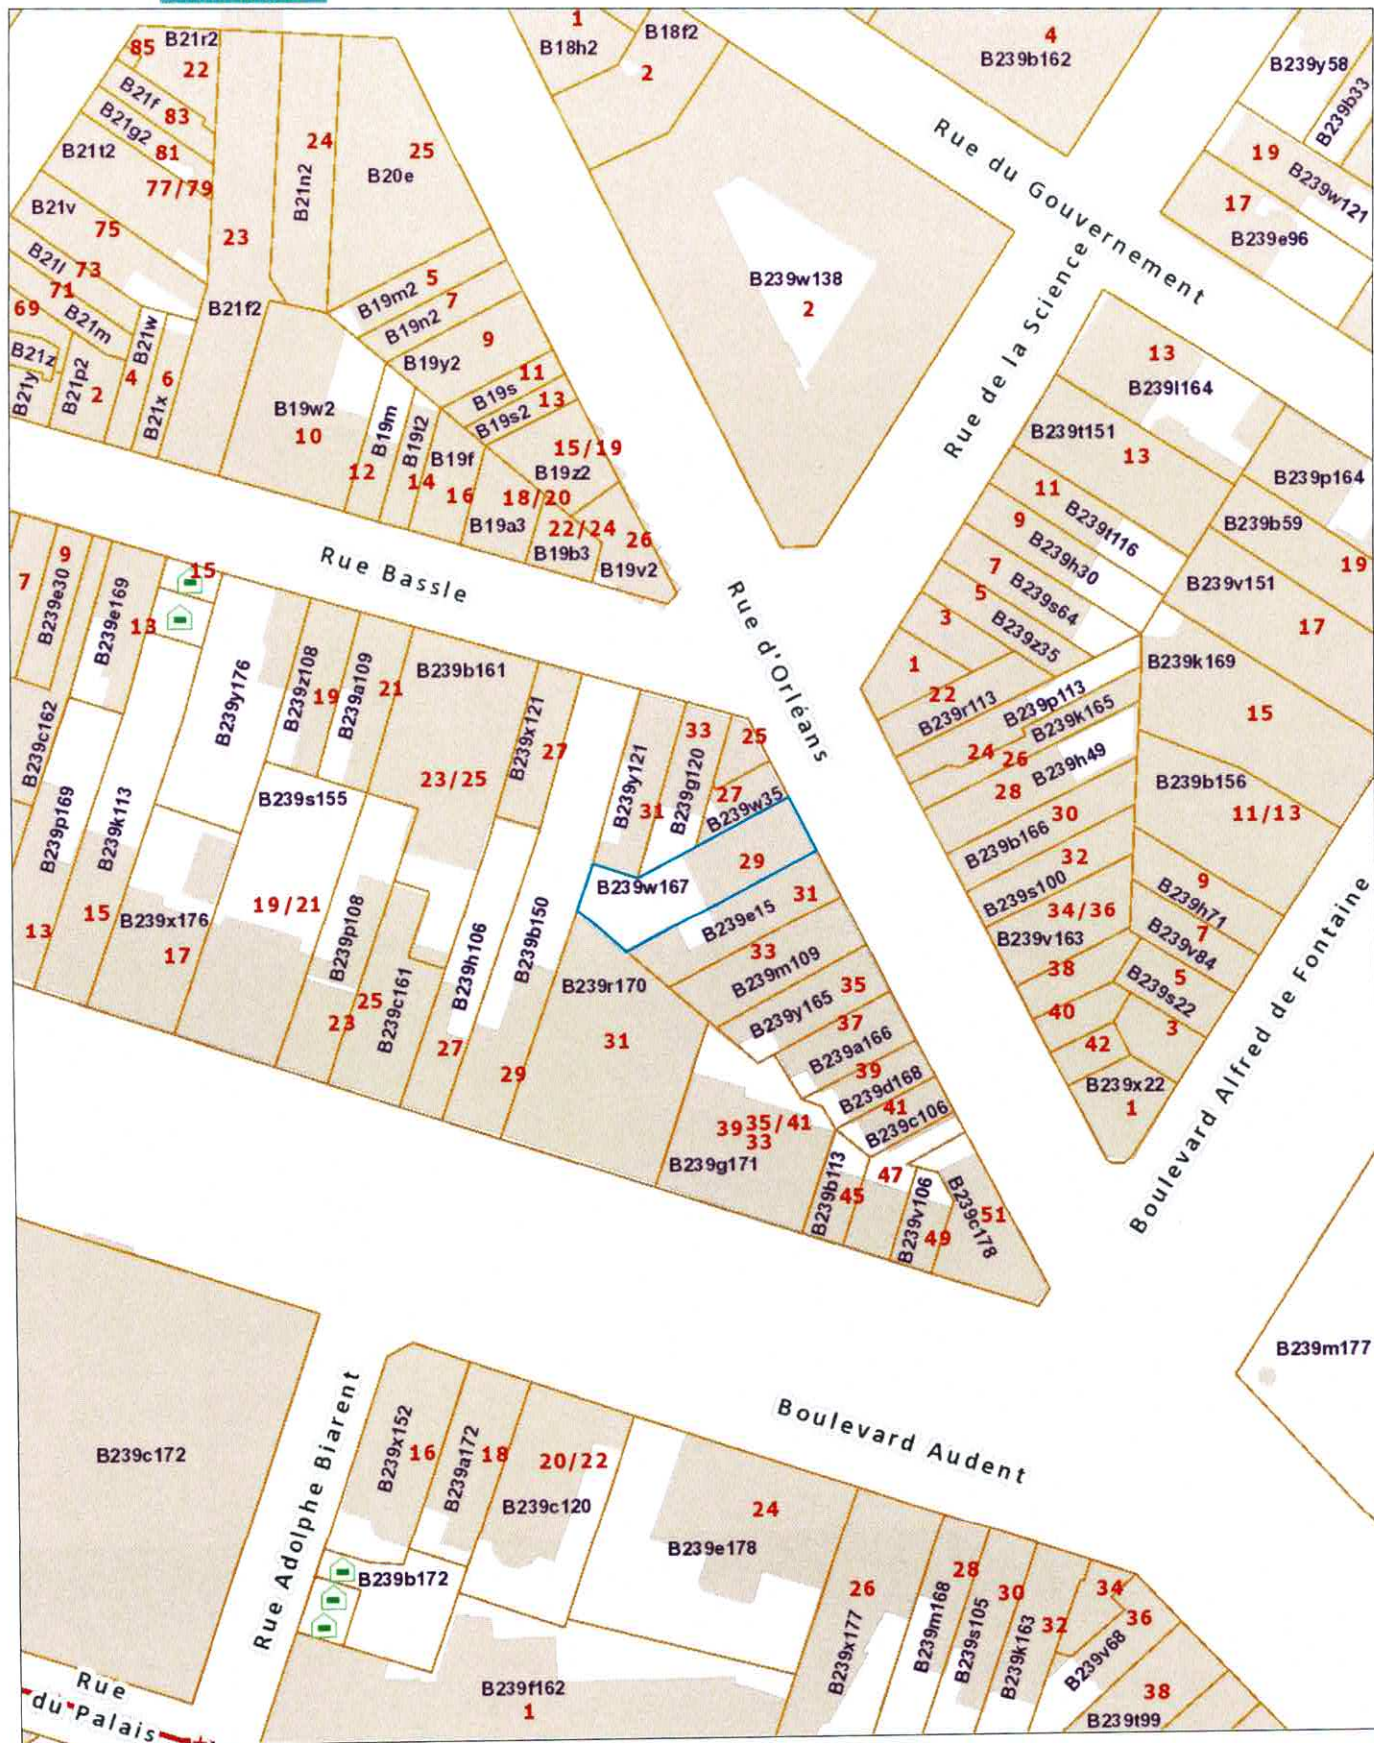 1
B18h2
B18f2
2
4
B239b162
B239y58
B239b33
85
B21r2
22
B21f
83
B21g2
81
B21t2
77/79
B21v
75
B21l
73
71
69
B21m
B21w
B21z
B21y
B21p2
2
4
6
B21x
23
B21f2
24
B21n2
25
B20e
5
B19m2
7
B19n2
9
B19y2
11
B19s
13
B19s2
15/19
B19z2
B19w2
10
12
B19m
B19t2
14
B19f
16
18/20
B19a3
22/24
B19b3
26
B19v2
B239w138
2
Rue du Gouvernement
19
B239w121
17
B239e96
Rue de la Science
13
B239l164
B239t151
13
B239p164
11
B239t116
B239b59
9
B239h30
19
7
B239s64
B239v151
5
B239z35
17
3
1
B239k169
22
B239r113
B239p113
15
24
B239k165
26
B239h49
28
B239b156
11/13
30
B239b166
32
B239s100
9
B239h71
34/36
7
B239v84
B239v163
38
5
B239s22
40
3
42
B239x22
1
Boulevard Alfred de Fontaine
Rue Bassle
Rue d'Orléans
7
9
B239e30
B239e169
13
15
B239c162
B239p169
B239k113
B239y176
B239z108
19
B239a109
21
B239b161
23/25
B239x121
27
B239y121
31
33
B239g120
25
27
B239w35
29
B239w167
B239e15
31
33
B239m109
35
B239y165
37
B239a166
39
B239d168
41
B239c106
B239s155
19/21
13
15
B239x176
17
B239p108
23
25
B239c161
B239h106
27
B239b150
29
B239r170
31
39
35/41
33
B239g171
B239b113
45
47
B239v106
49
B239c178
51
B239m177
B239c172
Rue Adolphe Biarent
Boulevard Audent
B239x152
16
B239a172
18
20/22
B239c120
B239b172
24
B239e178
26
B239x177
28
B239m168
B239s105
30
B239k163
32
34
36
B239v68
38
B239t99
B239f162
1
Rue
du Palais